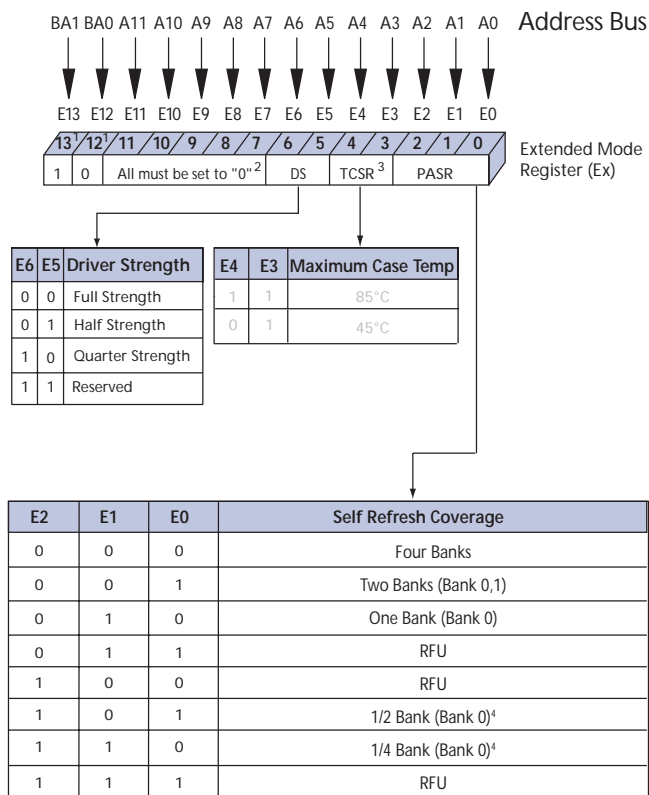 BA1 BA0 A11 A10 A9 A8 A7 A6 A5 A4 A3 A2 A1 A0 Address Bus
E13 E12 E11 E10 E9 E8 E7 E6 E5 E4 E3 E2 E1 E0
13¹ 12¹ 11 10 9 8 7 6 5 4 3 2 1 0
Extended Mode
Register (Ex)
1 0 All must be set to "0"² DS TCSR³ PASR
E6 E5 Driver Strength
0 0 Full Strength
0 1 Half Strength
1 0 Quarter Strength
1 1 Reserved
E4 E3 Maximum Case Temp
1 1 85°C
0 1 45°C
E2 E1 E0 Self Refresh Coverage
0 0 0 Four Banks
0 0 1 Two Banks (Bank 0,1)
0 1 0 One Bank (Bank 0)
0 1 1 RFU
1 0 0 RFU
1 0 1 1/2 Bank (Bank 0)⁴
1 1 0 1/4 Bank (Bank 0)⁴
1 1 1 RFU